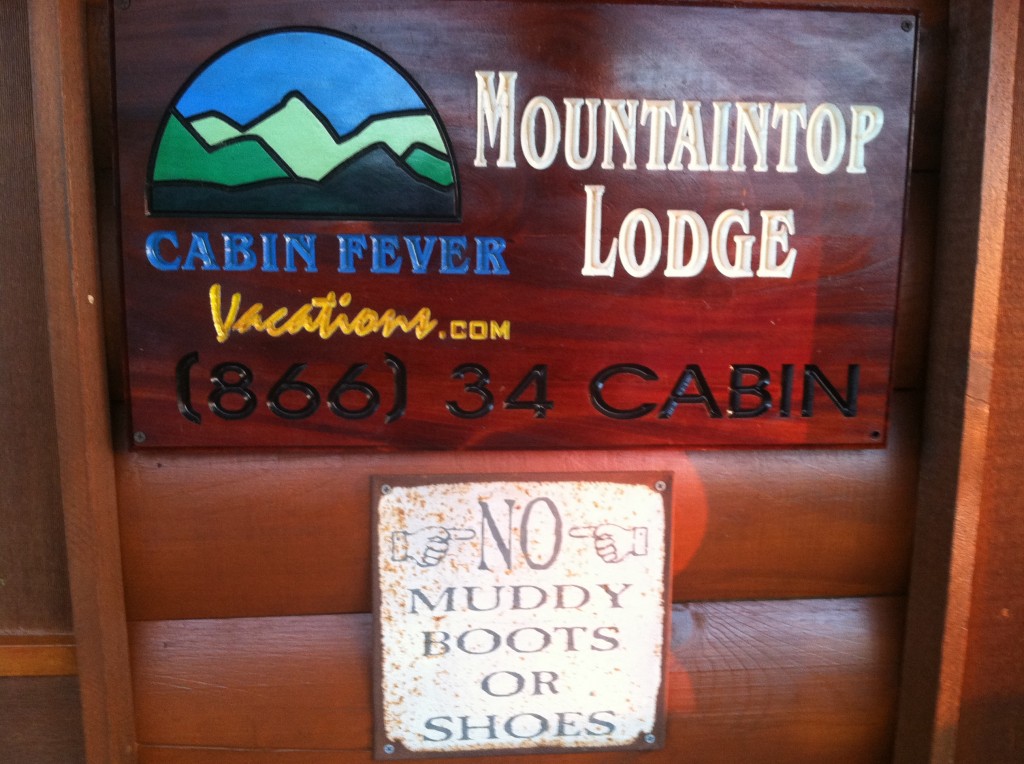 MOUNTAINTOP
LODGE
CABIN FEVER
Vacations.COM
(866) 34 CABIN
NO
MUDDY
BOOTS
OR
SHOES